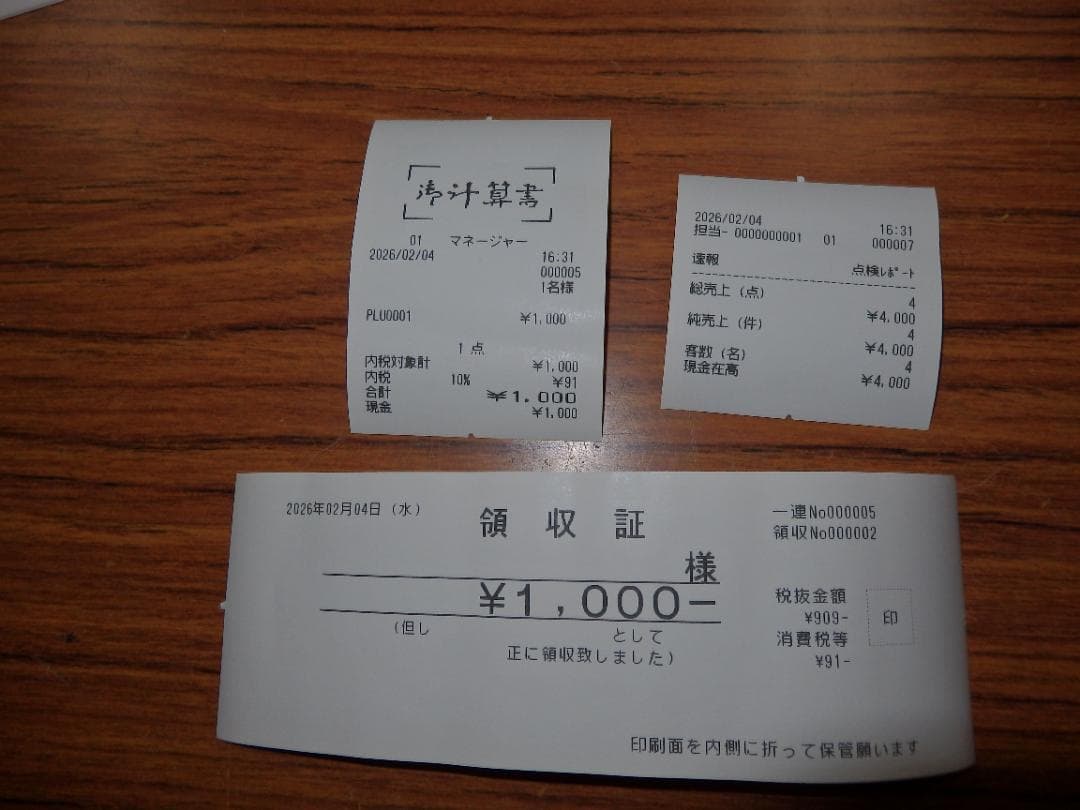 御計算書
01 マネージャー
2026/02/04 16:31
000005
1名様
PLU0001 ¥1,000
1点
内税対象計 ¥1,000
内税 10% ¥91
合計 ¥1,000
現金 ¥1,000
2026/02/04 16:31
担当- 0000000001 01 000007
速報 点検ﾚﾎﾟｰﾄ
総売上(点) 4
¥4,000
純売上(件) 4
¥4,000
客数(名) 4
現金在高 ¥4,000
2026年02月04日(水)
領収証
一連No000005
領収No000002
様
¥1,000-
(但し として
正に領収致しました)
税抜金額
¥909-
消費税等
¥91-
印
印刷面を内側に折って保管願います